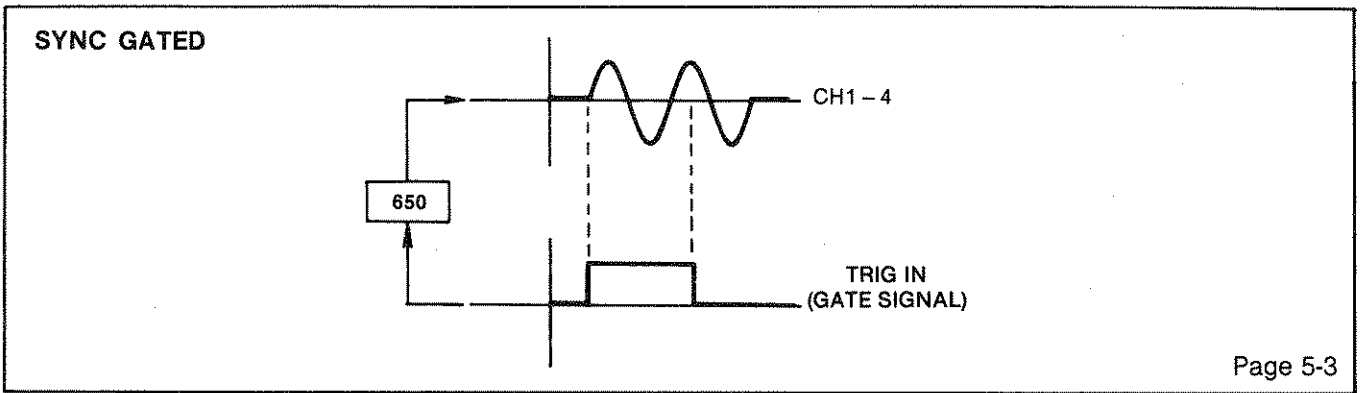 SYNC GATED
CH1 – 4
650
TRIG IN
(GATE SIGNAL)
Page 5-3